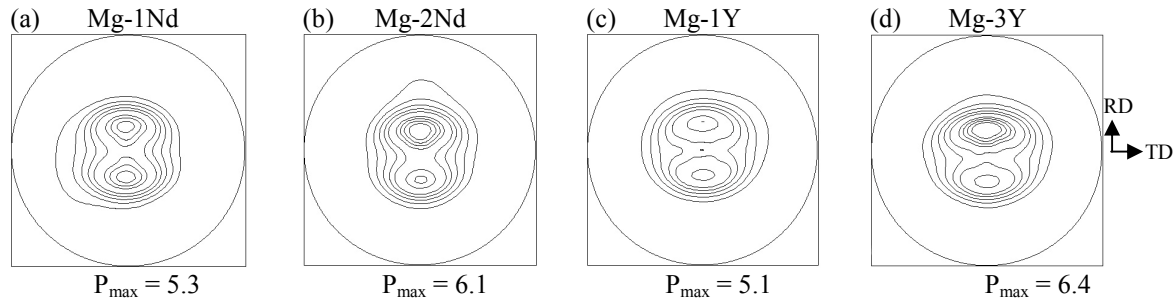 (a) Mg-1Nd (b) Mg-2Nd (c) Mg-1Y (d) Mg-3Y
RD
TD
P_max = 5.3 P_max = 6.1 P_max = 5.1 P_max = 6.4